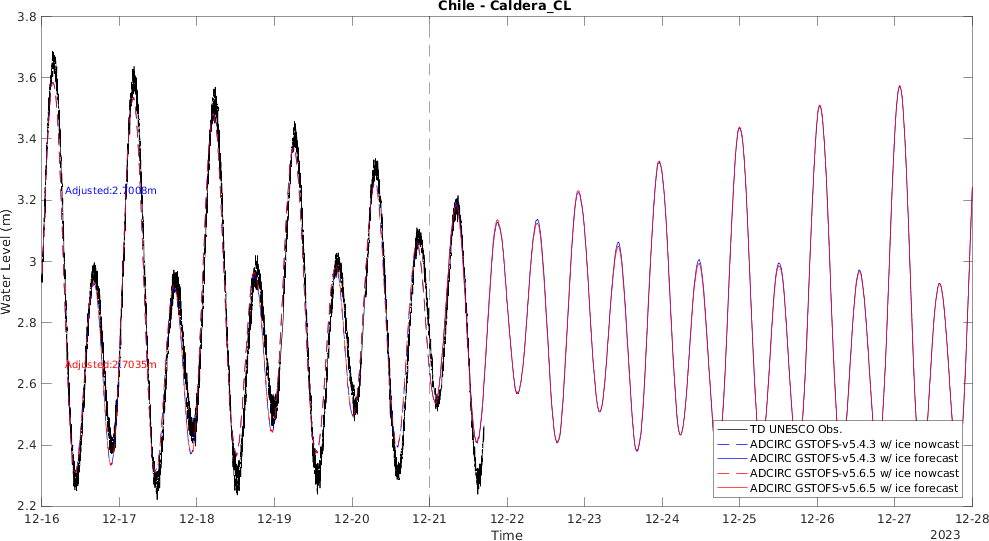 Chile - Caldera_CL
3.8
3.6
3.4
3.2
3
2.8
2.6
2.4
2.2
Water Level (m)
Adjusted:2.7008m
Adjusted:2.7035m
TD UNESCO Obs.
ADCIRC GSTOFS-v5.4.3 w/ ice nowcast
ADCIRC GSTOFS-v5.4.3 w/ ice forecast
ADCIRC GSTOFS-v5.6.5 w/ ice nowcast
ADCIRC GSTOFS-v5.6.5 w/ ice forecast
12-16 12-17 12-18 12-19 12-20 12-21 12-22 12-23 12-24 12-25 12-26 12-27 12-28
Time
2023